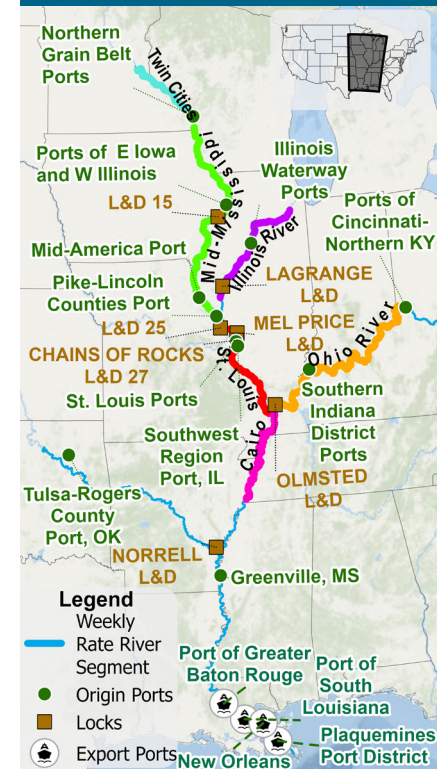 Northern
Grain Belt
Ports
Twin Cities
Ports of E Iowa
and W Illinois
Illinois
Waterway
Ports
L&D 15
Ports of
Cincinnati-
Northern KY
Mid-Mississippi
Illinois River
Mid-America Port
LAGRANGE
L&D
Pike-Lincoln
Counties Port
L&D 25
MEL PRICE
L&D
Ohio River
CHAINS OF ROCKS
L&D 27
St. Louis
St. Louis Ports
Southern
Indiana
District
Ports
Southwest
Region
Port, IL
Cairo
OLMSTED
L&D
Tulsa-Rogers
County
Port, OK
NORRELL
L&D
Greenville, MS
Legend
Weekly
Rate River
Segment
Origin Ports
Locks
Export Ports
Port of Greater
Baton Rouge
Port of
South
Louisiana
New Orleans
Plaquemines
Port District